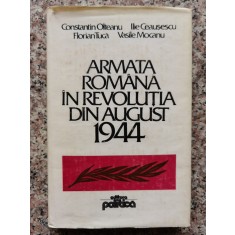 Constantin Olteanu Ilie Ceaușescu
Florian Tucă Vasile Mocanu
ARMATA
ROMÂNĂ
ÎN REVOLUȚIA
DIN AUGUST
1944
editura
politică